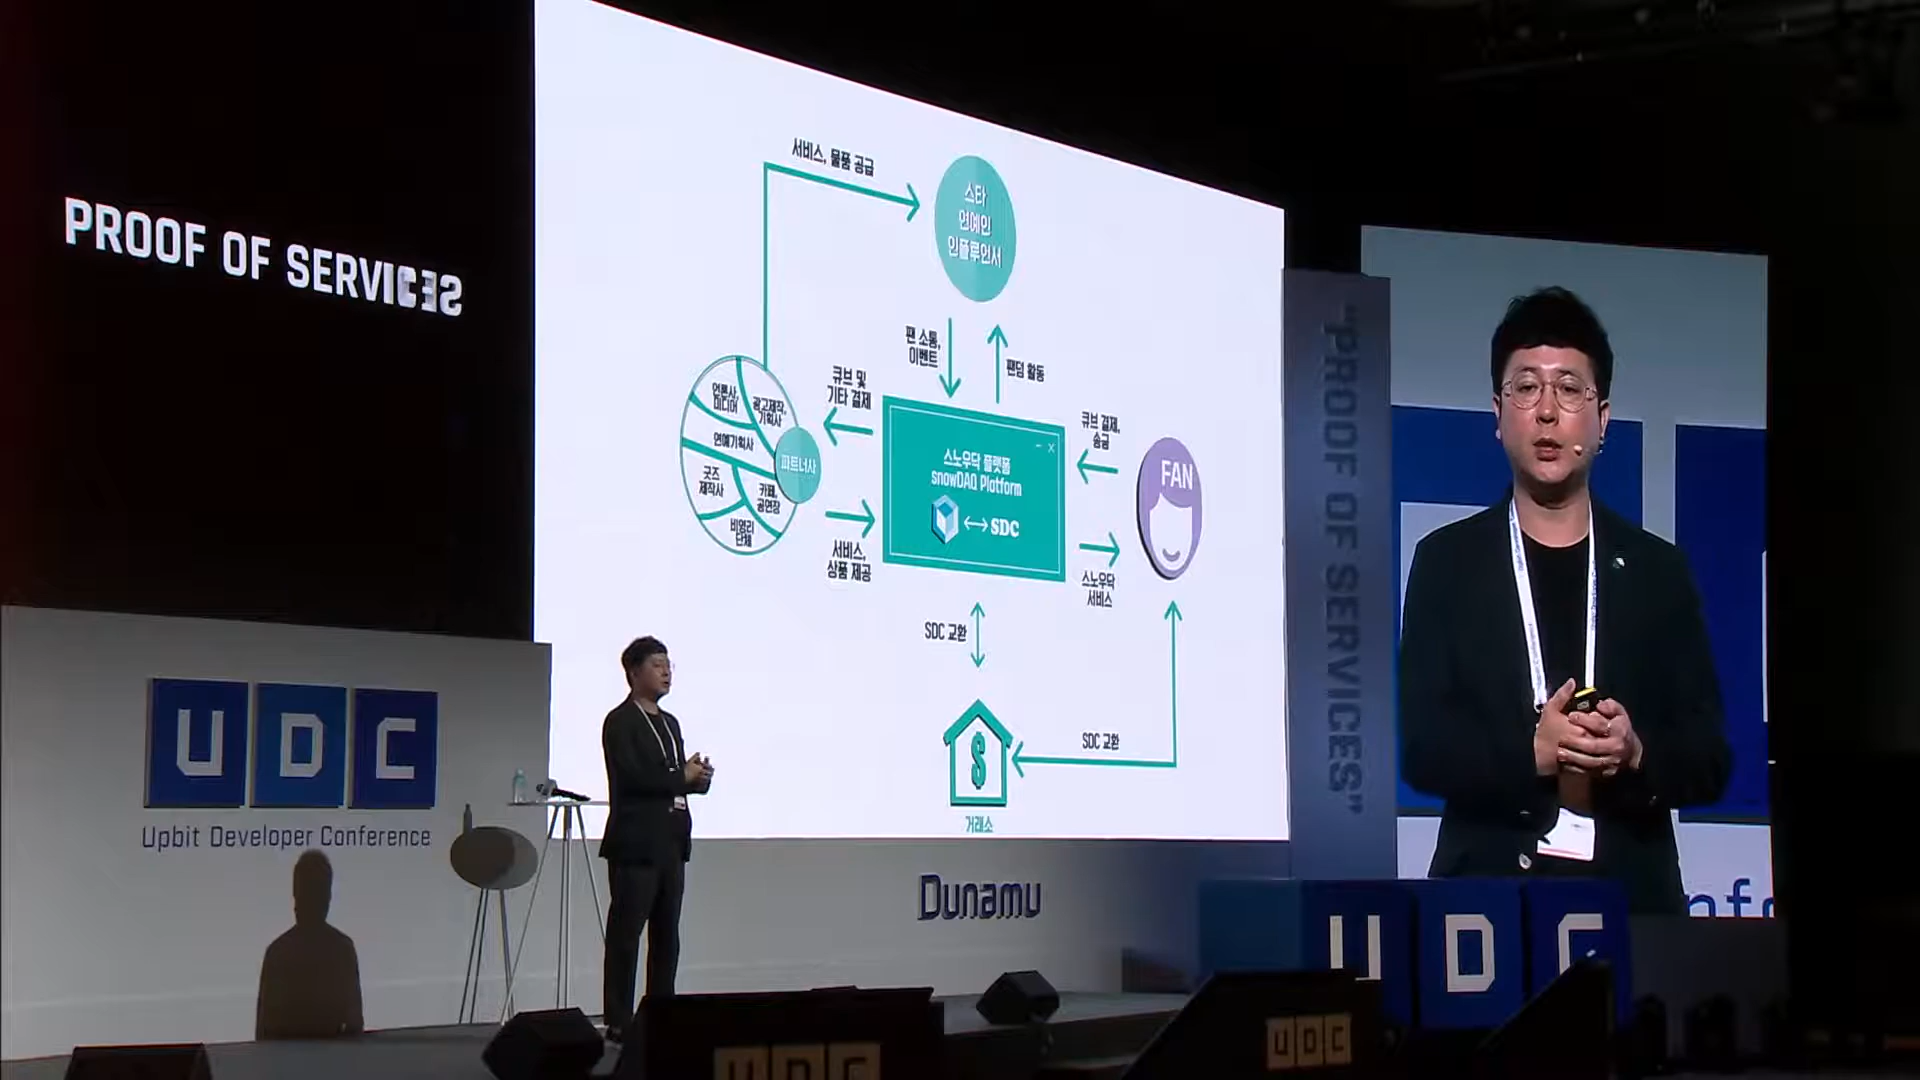 PROOF OF SERVICES
서비스, 물품 공급
스타
연예인
인플루언서
팬 소통,
이벤트
팬덤 활동
큐브 및
기타 결제
큐브 결제,
송금
언론사,
미디어
광고제작,
기획사
연예기획사
파트너사
굿즈
제작사
카페,
공연장
비영리
단체
스노우닥 플랫폼
snowDAQ Platform
SDC
FAN
서비스,
상품 제공
스노우닥
서비스
SDC 교환
SDC 교환
$
거래소
"PROOF OF SERVICES"
UDC
Upbit Developer Conference
Dunamu
UDC
nf
UDC
UDC